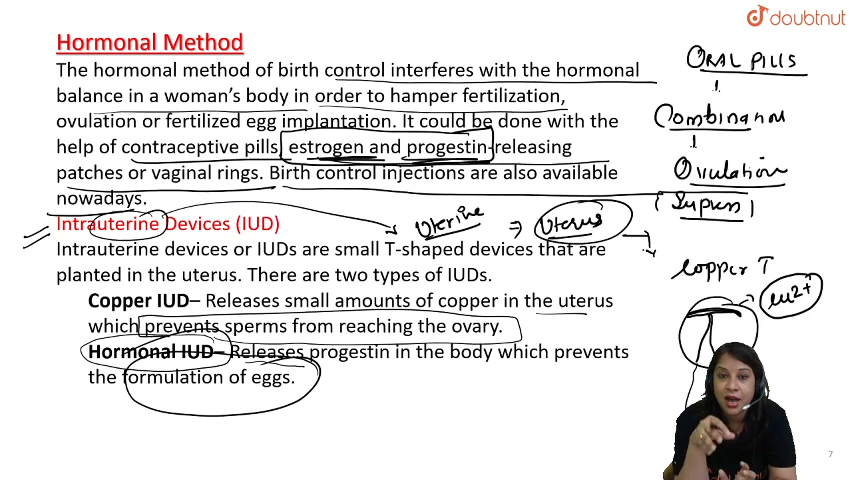 doubtnut
Hormonal Method
The hormonal method of birth control interferes with the hormonal
balance in a woman's body in order to hamper fertilization,
ovulation or fertilized egg implantation. It could be done with the
help of contraceptive pills, estrogen and progestin-releasing
patches or vaginal rings. Birth control injections are also available
nowadays.
Intrauterine Devices (IUD)
Intrauterine devices or IUDs are small T-shaped devices that are
planted in the uterus. There are two types of IUDs.
Copper IUD– Releases small amounts of copper in the uterus
which prevents sperms from reaching the ovary.
Hormonal IUD– Releases progestin in the body which prevents
the formulation of eggs.
ORAL PILLS
Combination
Ovulation
Supress
Uterine ⇒ Uterus
Copper T
Cu2+
7